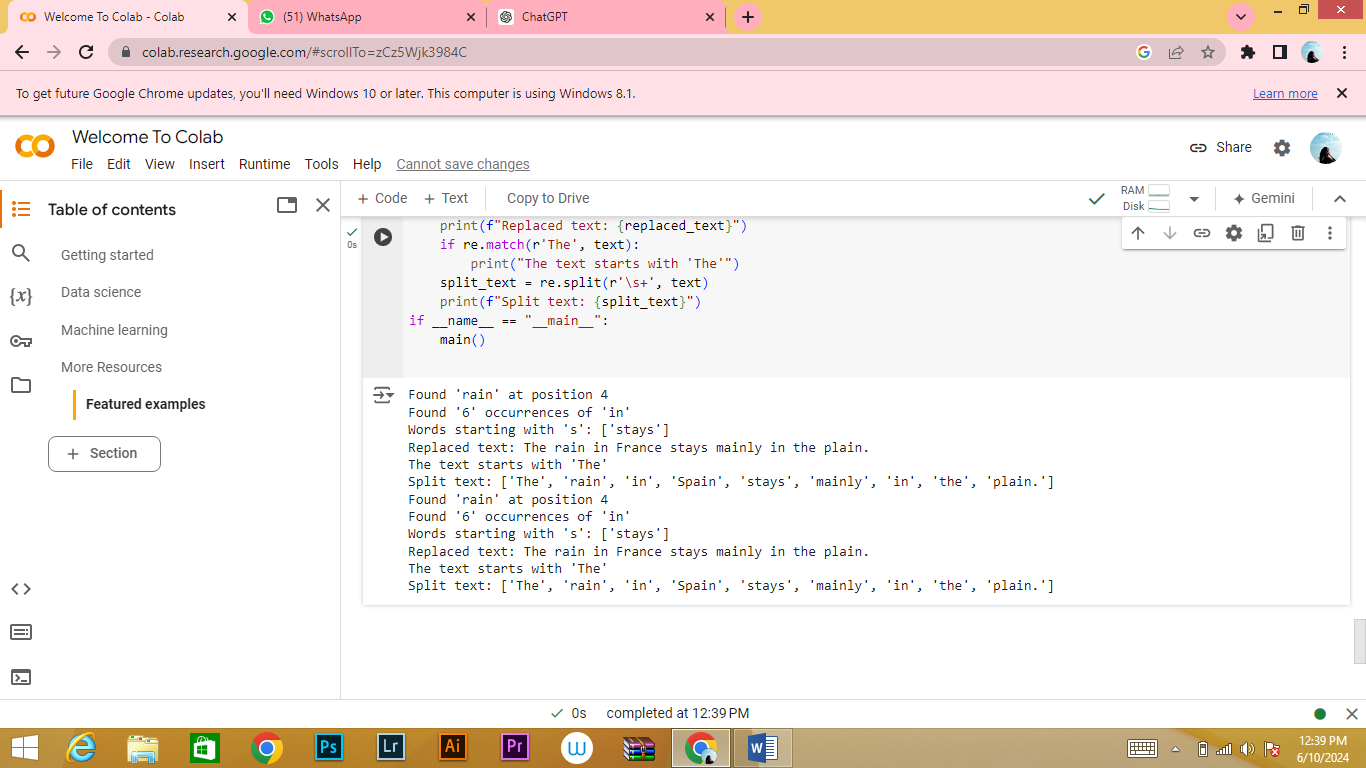 Welcome To Colab - Colab
(51) WhatsApp
ChatGPT
colab.research.google.com/#scrollTo=zCz5Wjk3984C
To get future Google Chrome updates, you'll need Windows 10 or later. This computer is using Windows 8.1.
Learn more
Welcome To Colab
Share
File Edit View Insert Runtime Tools Help Cannot save changes
Table of contents
+ Code + Text Copy to Drive
RAM
Disk
Gemini
Getting started
Data science
Machine learning
More Resources
Featured examples
+ Section
{x}
0s
print(f"Replaced text: {replaced_text}")
if re.match(r'The', text):
print("The text starts with 'The'")
split_text = re.split(r'\s+', text)
print(f"Split text: {split_text}")
if __name__ == "__main__":
main()
Found 'rain' at position 4
Found '6' occurrences of 'in'
Words starting with 's': ['stays']
Replaced text: The rain in France stays mainly in the plain.
The text starts with 'The'
Split text: ['The', 'rain', 'in', 'Spain', 'stays', 'mainly', 'in', 'the', 'plain.']
Found 'rain' at position 4
Found '6' occurrences of 'in'
Words starting with 's': ['stays']
Replaced text: The rain in France stays mainly in the plain.
The text starts with 'The'
Split text: ['The', 'rain', 'in', 'Spain', 'stays', 'mainly', 'in', 'the', 'plain.']
0s completed at 12:39 PM
Ps
Lr
Ai
Pr
W
12:39 PM
6/10/2024